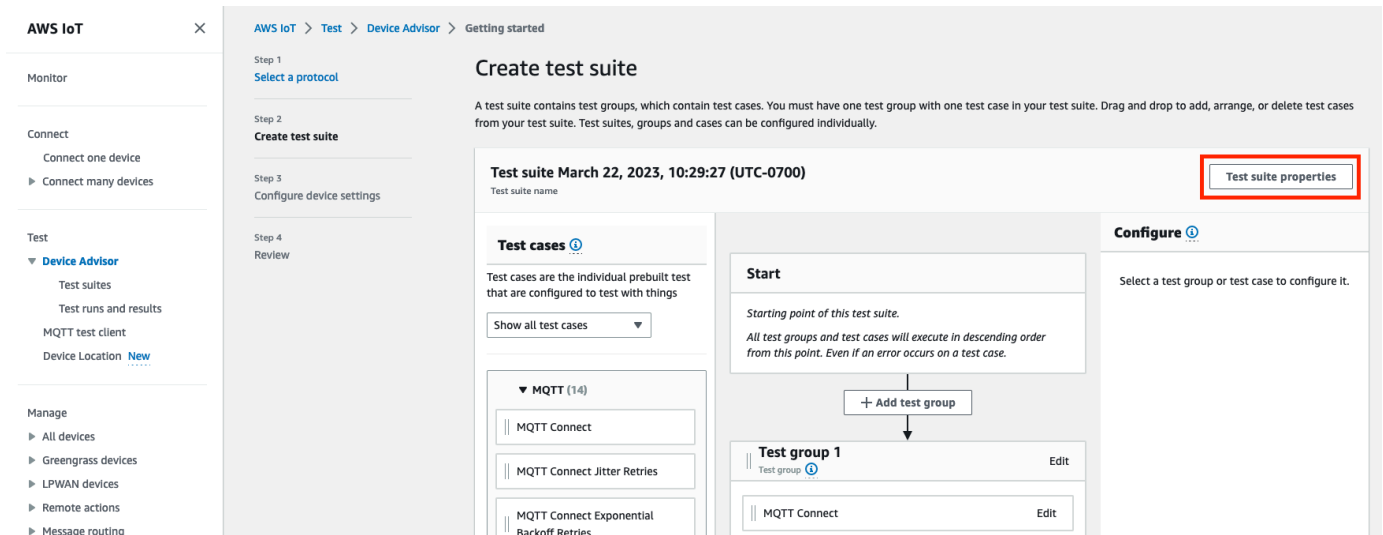 AWS IoT
Monitor
Connect
Connect one device
Connect many devices
Test
Device Advisor
Test suites
Test runs and results
MQTT test client
Device Location New
Manage
All devices
Greengrass devices
LPWAN devices
Remote actions
Message routing
AWS IoT > Test > Device Advisor > Getting started
Step 1
Select a protocol
Step 2
Create test suite
Step 3
Configure device settings
Step 4
Review
Create test suite
A test suite contains test groups, which contain test cases. You must have one test group with one test case in your test suite. Drag and drop to add, arrange, or delete test cases
from your test suite. Test suites, groups and cases can be configured individually.
Test suite March 22, 2023, 10:29:27 (UTC-0700)
Test suite name
Test suite properties
Test cases
Test cases are the individual prebuilt test
that are configured to test with things
Show all test cases
MQTT (14)
MQTT Connect
MQTT Connect Jitter Retries
MQTT Connect Exponential
Backoff Retries
Start
Starting point of this test suite.
All test groups and test cases will execute in descending order
from this point. Even if an error occurs on a test case.
+ Add test group
Test group 1
Test group
Edit
MQTT Connect
Edit
Configure
Select a test group or test case to configure it.